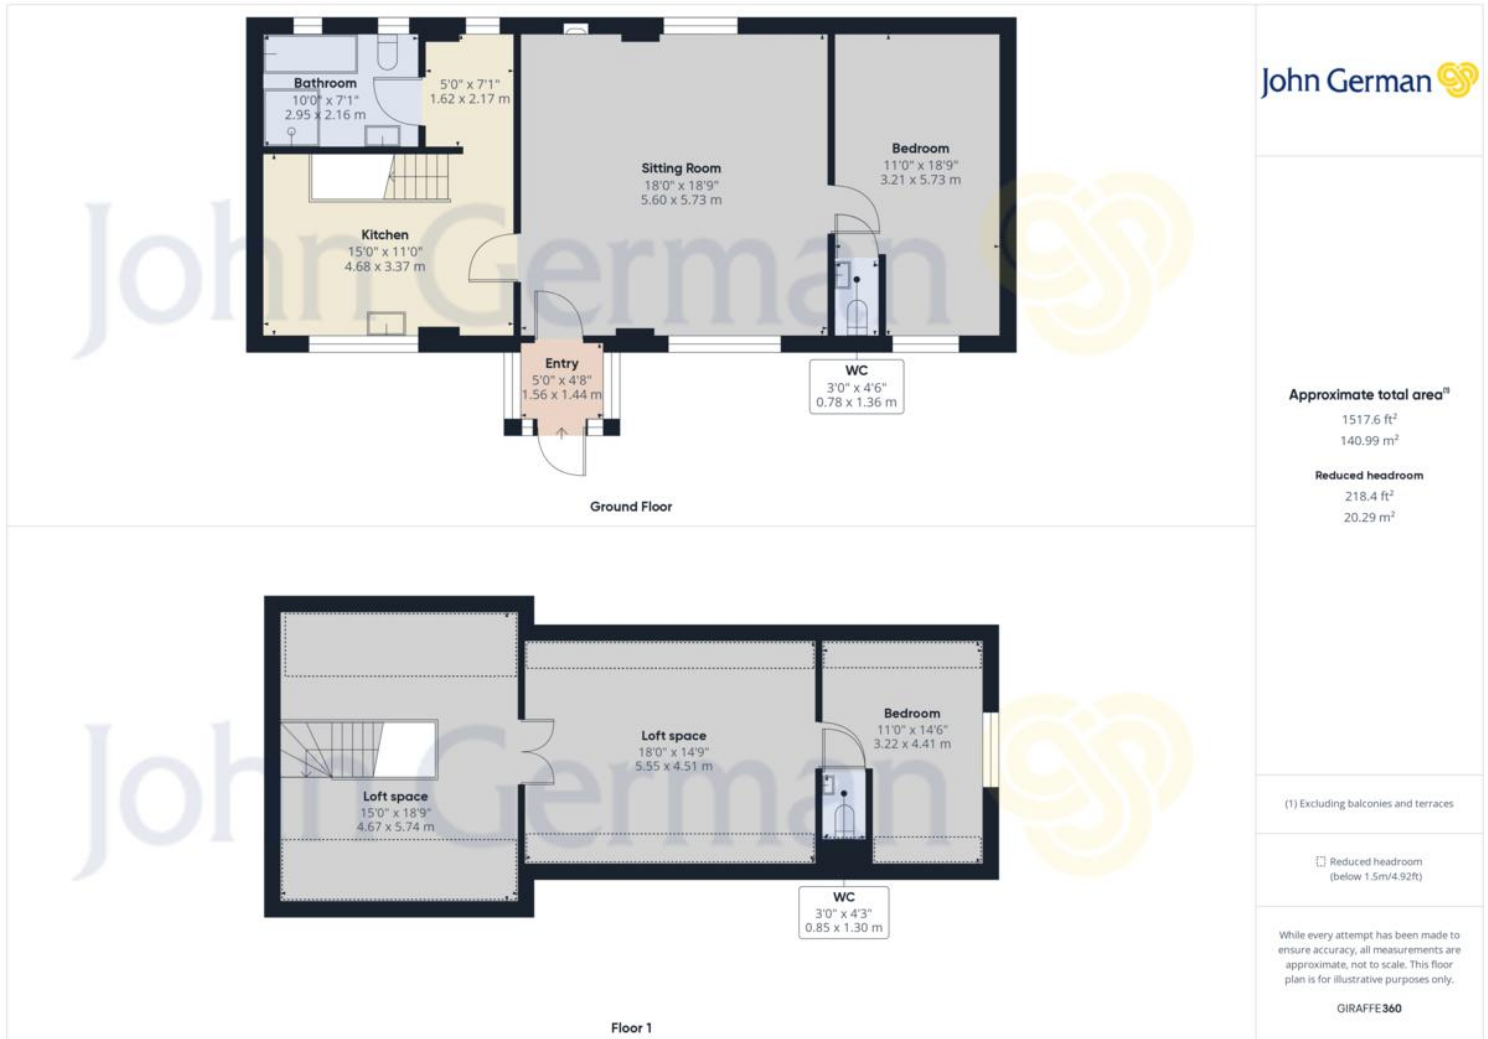 Bathroom
10'0" x 7'1"
2.95 x 2.16 m
5'0" x 7'1"
1.62 x 2.17 m
Kitchen
15'0" x 11'0"
4.68 x 3.37 m
Sitting Room
18'0" x 18'9"
5.60 x 5.73 m
Bedroom
11'0" x 18'9"
3.21 x 5.73 m
Entry
5'0" x 4'8"
1.56 x 1.44 m
WC
3'0" x 4'6"
0.78 x 1.36 m
John German
Ground Floor
Loft space
15'0" x 18'9"
4.67 x 5.74 m
Loft space
18'0" x 14'9"
5.55 x 4.51 m
Bedroom
11'0" x 14'6"
3.22 x 4.41 m
WC
3'0" x 4'3"
0.85 x 1.30 m
John German
Floor 1
John German
Approximate total area(1)
1517.6 ft²
140.99 m²
Reduced headroom
218.4 ft²
20.29 m²
(1) Excluding balconies and terraces
Reduced headroom
(below 1.5m/4.92ft)
While every attempt has been made to
ensure accuracy, all measurements are
approximate, not to scale. This floor
plan is for illustrative purposes only.
GIRAFFE360